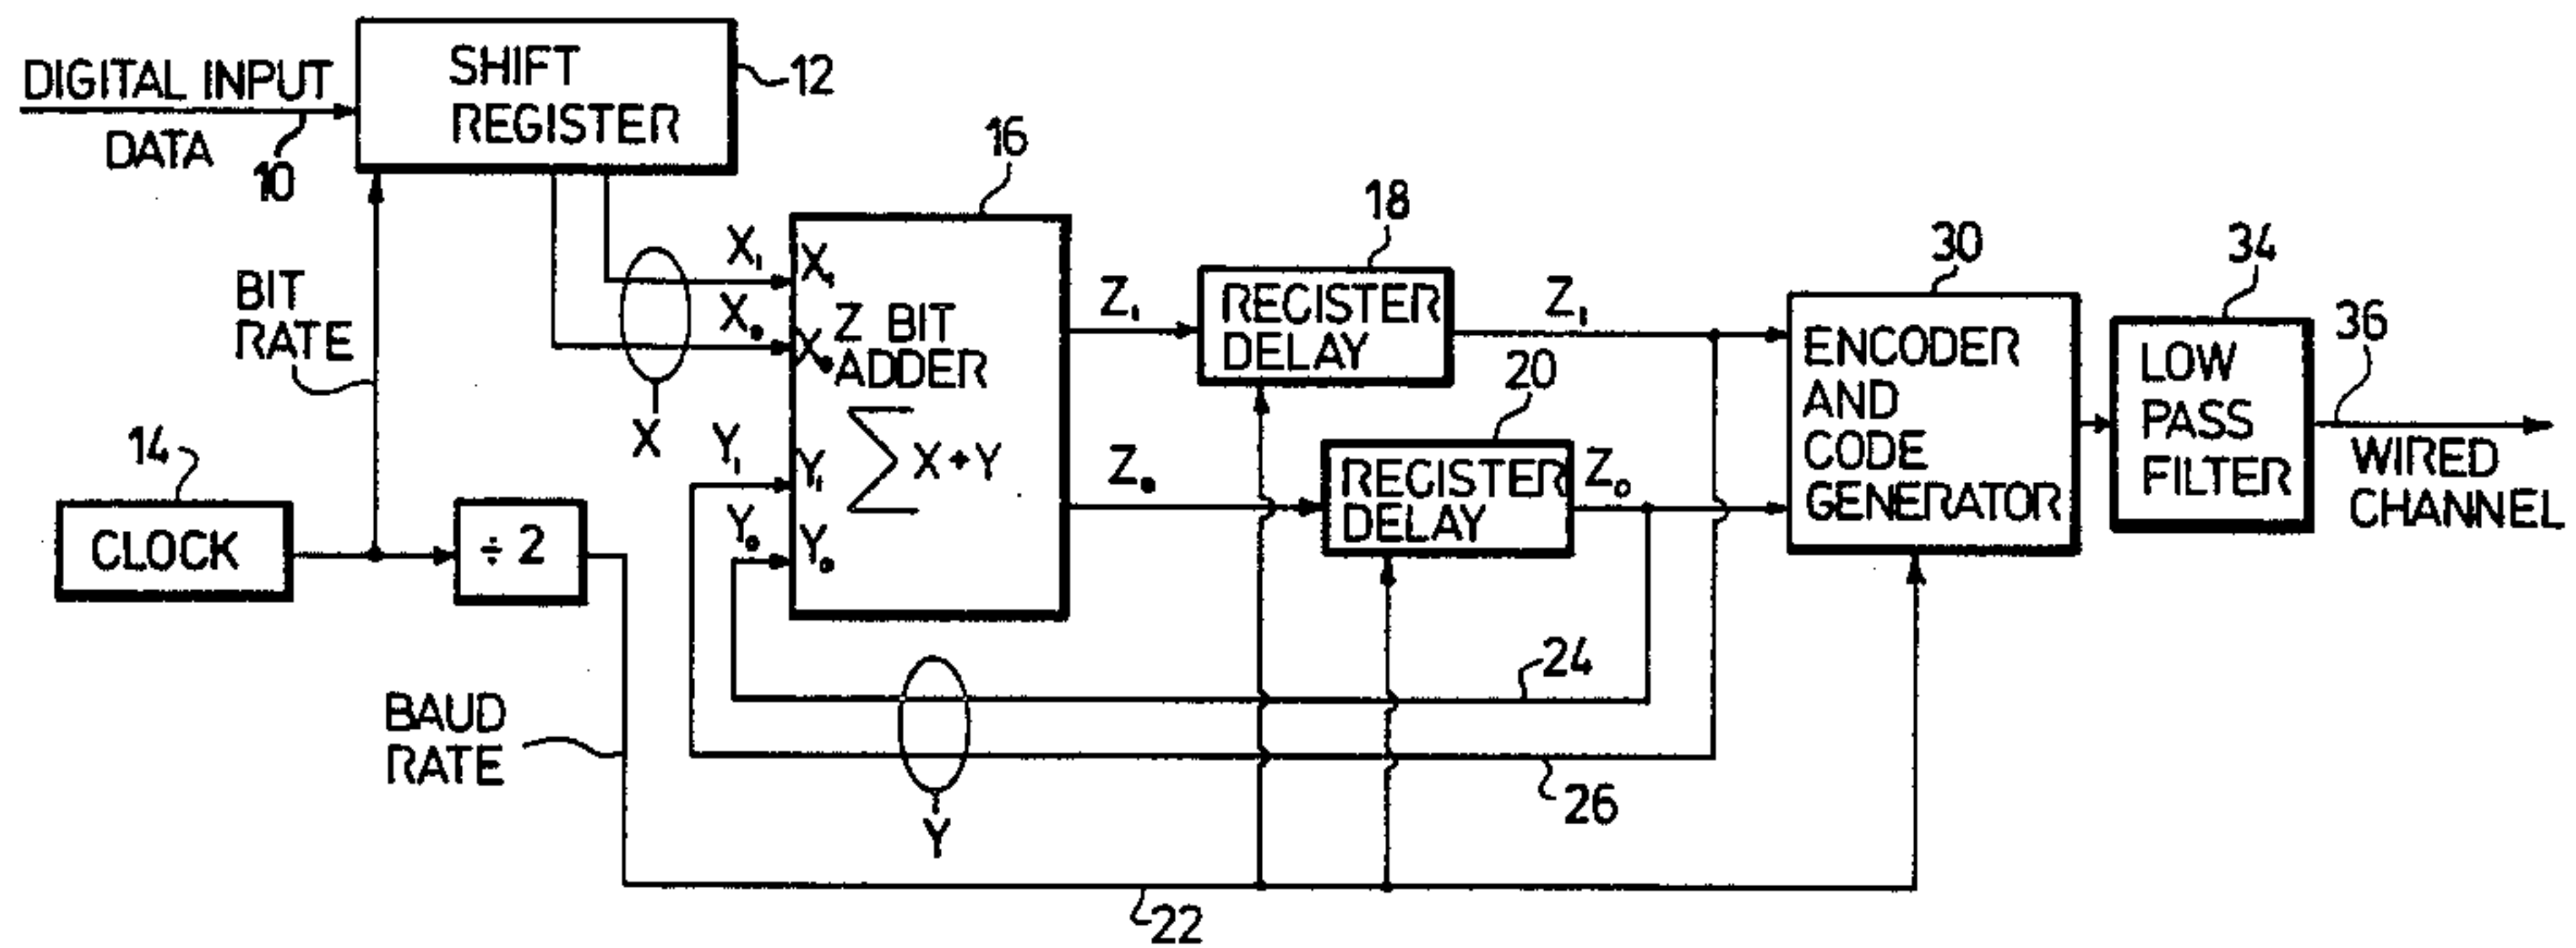 DIGITAL INPUT
DATA
10
SHIFT
REGISTER
12
BIT
RATE
14
CLOCK
÷ 2
BAUD
RATE
X₁
X₀
X
Y₁
Y₀
Y
16
X₁
X₀
Z BIT
ADDER
∑ X+Y
Y₁
Y₀
Z₁
Z₀
18
REGISTER
DELAY
Z₁
20
REGISTER
DELAY
Z₀
24
26
22
30
ENCODER
AND
CODE
GENERATOR
34
LOW
PASS
FILTER
36
WIRED
CHANNEL